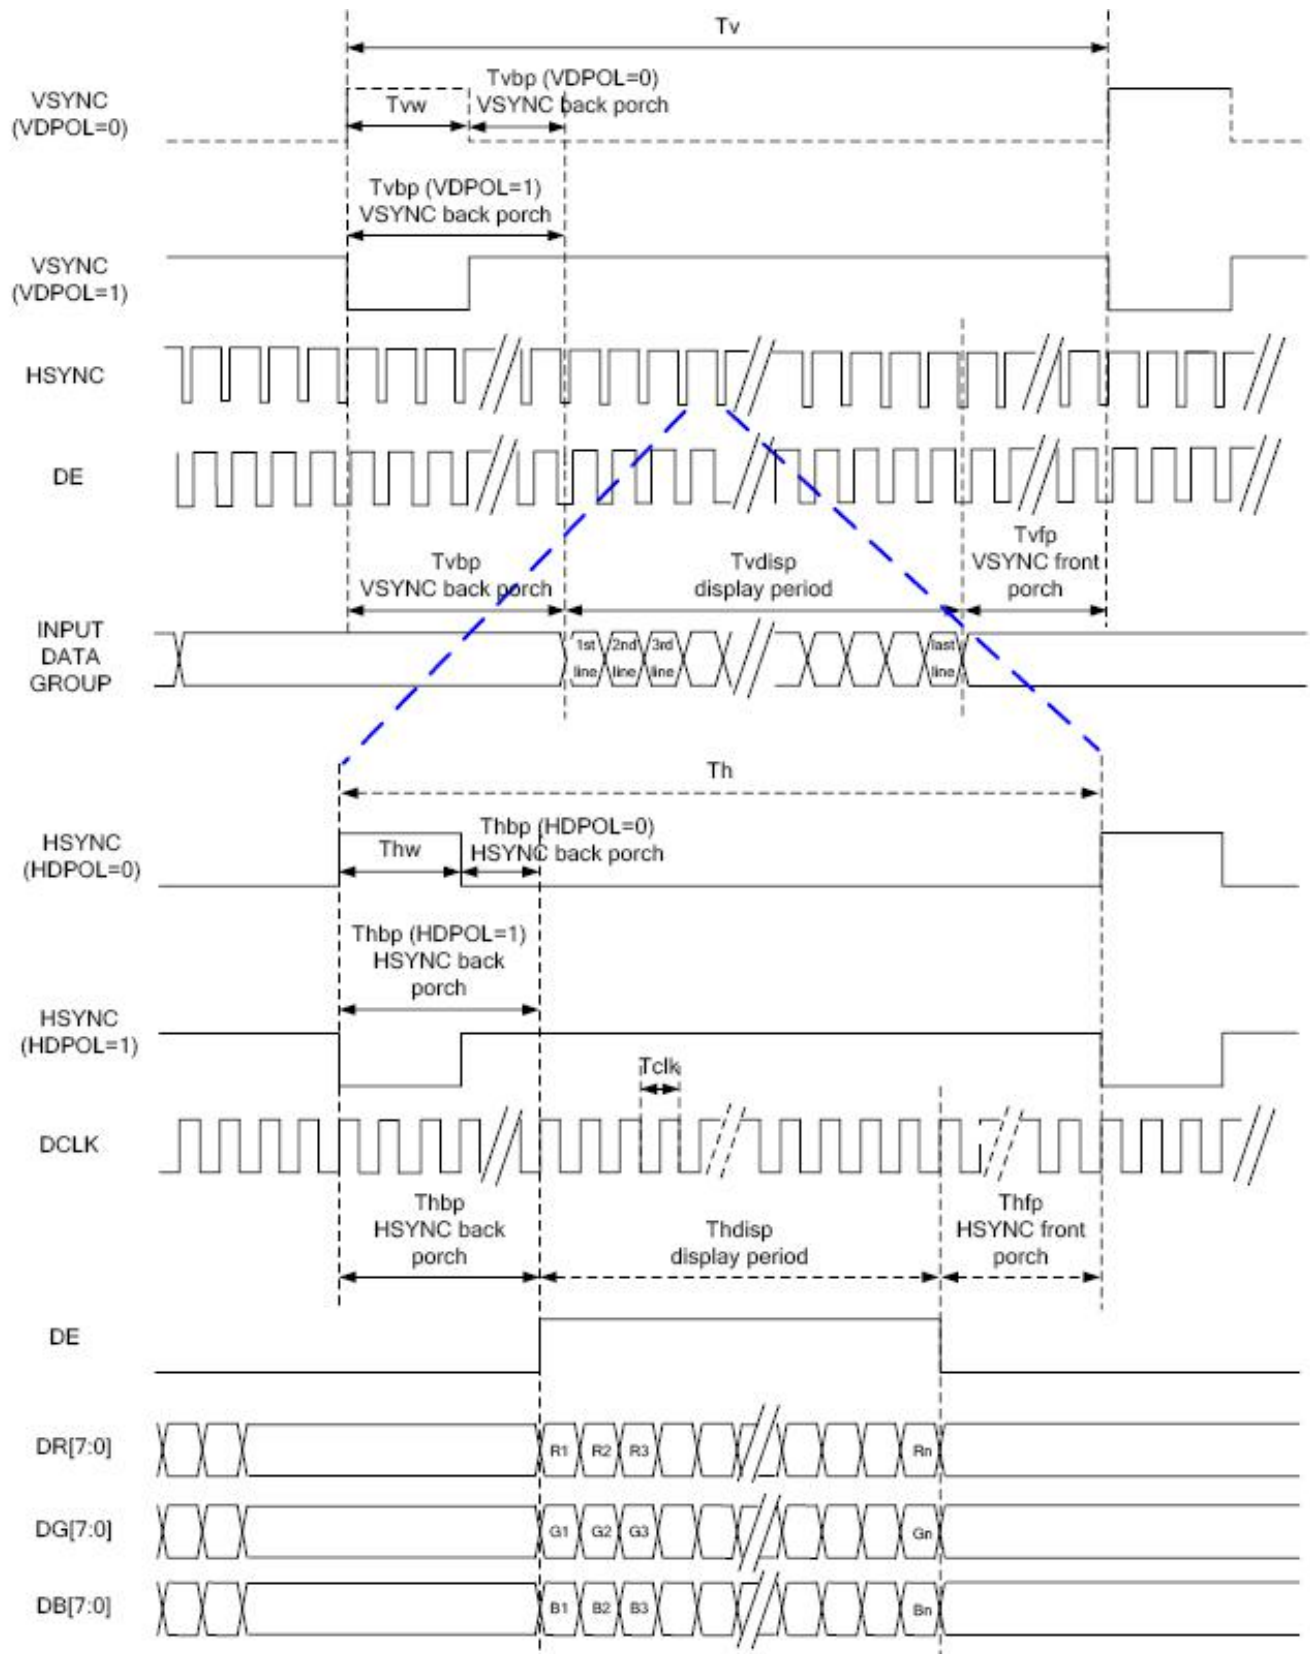 Tv
VSYNC
(VDPOL=0)
Tvw
Tvbp (VDPOL=0)
VSYNC back porch
Tvbp (VDPOL=1)
VSYNC back porch
VSYNC
(VDPOL=1)
HSYNC
DE
Tvbp
VSYNC back porch
Tvdisp
display period
Tvfp
VSYNC front
porch
INPUT
DATA
GROUP
1st
line
2nd
line
3rd
line
last
line
Th
HSYNC
(HDPOL=0)
Thw
Thbp (HDPOL=0)
HSYNC back porch
Thbp (HDPOL=1)
HSYNC back
porch
HSYNC
(HDPOL=1)
Tclk
DCLK
Thbp
HSYNC back
porch
Thdisp
display period
Thfp
HSYNC front
porch
DE
DR[7:0]
R1 R2 R3 Rn
DG[7:0]
G1 G2 G3 Gn
DB[7:0]
B1 B2 B3 Bn